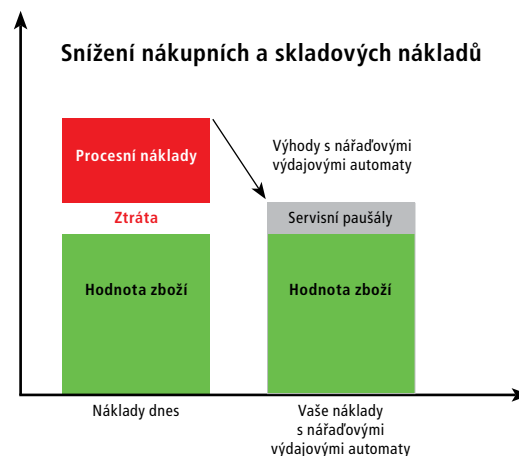 Snížení nákupních a skladových nákladů
Procesní náklady
Výhody s nářaďovými
výdajovými automaty
Ztráta
Servisní paušály
Hodnota zboží
Hodnota zboží
Náklady dnes
Vaše náklady
s nářaďovými
výdajovými automaty